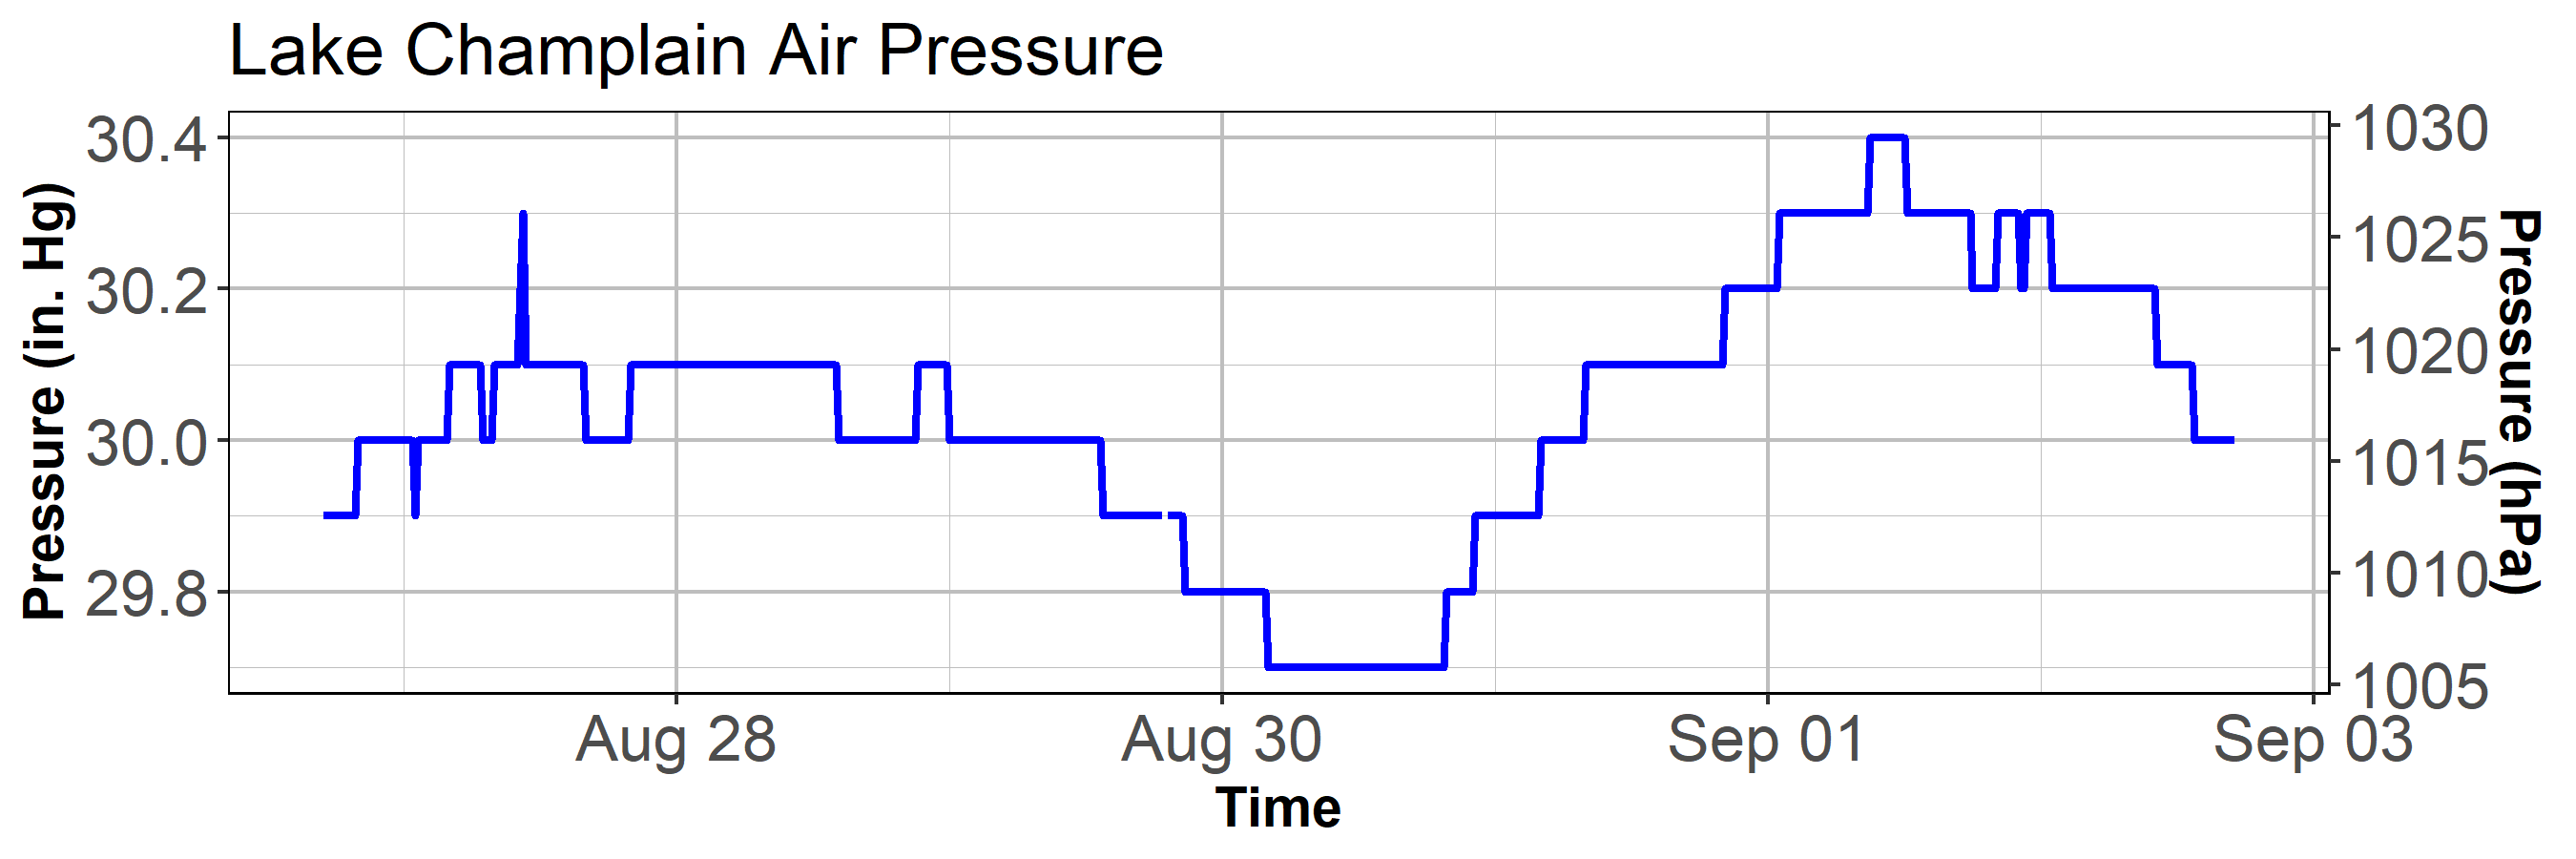 Lake Champlain Air Pressure
30.4
30.2
30.0
29.8
Pressure (in. Hg)
1030
1025
1020
1015
1010
1005
Pressure (hPa)
Aug 28
Aug 30
Sep 01
Sep 03
Time